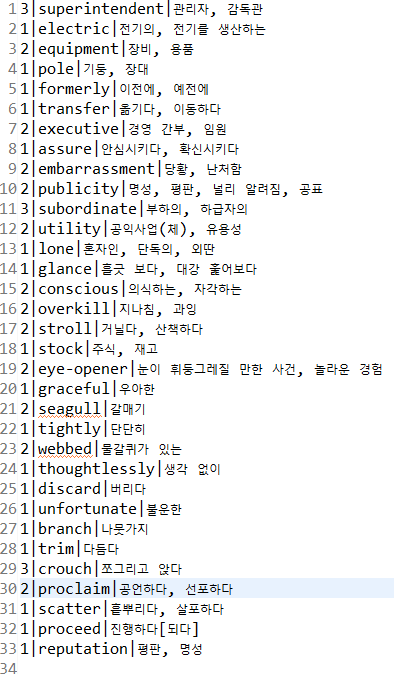 1 3|superintendent|관리자, 감독관
2 1|electric|전기의, 전기를 생산하는
3 2|equipment|장비, 용품
4 1|pole|기둥, 장대
5 1|formerly|이전에, 예전에
6 1|transfer|옮기다, 이동하다
7 2|executive|경영 간부, 임원
8 1|assure|안심시키다, 확신시키다
9 2|embarrassment|당황, 난처함
10 2|publicity|명성, 평판, 널리 알려짐, 공표
11 3|subordinate|부하의, 하급자의
12 2|utility|공익사업(체), 유용성
13 1|lone|혼자인, 단독의, 외딴
14 1|glance|흘긋 보다, 대강 훑어보다
15 2|conscious|의식하는, 자각하는
16 2|overkill|지나침, 과잉
17 2|stroll|거닐다, 산책하다
18 1|stock|주식, 재고
19 2|eye-opener|눈이 휘둥그레질 만한 사건, 놀라운 경험
20 1|graceful|우아한
21 2|seagull|갈매기
22 1|tightly|단단히
23 2|webbed|물갈퀴가 있는
24 1|thoughtlessly|생각 없이
25 1|discard|버리다
26 1|unfortunate|불운한
27 1|branch|나뭇가지
28 1|trim|다듬다
29 3|crouch|쪼그리고 앉다
30 2|proclaim|공언하다, 선포하다
31 1|scatter|흩뿌리다, 살포하다
32 1|proceed|진행하다[되다]
33 1|reputation|평판, 명성
34